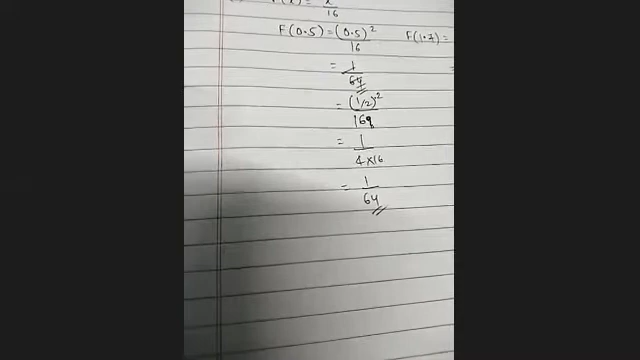 F(x) = x / 16
F(0.5) = (0.5)² / 16 F(1.7) =
= 1 / 64
= (1/2)² / 16
= 1 / 4×16
= 1 / 64